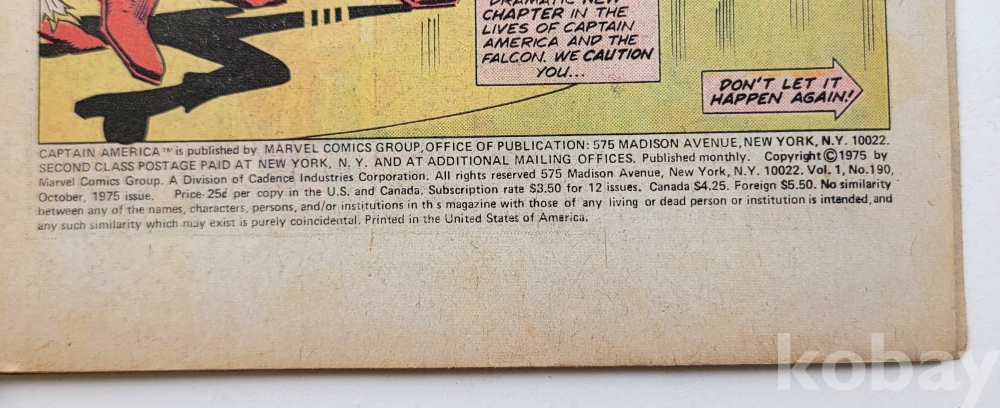 DRAMATIC NEW
CHAPTER IN THE
LIVES OF CAPTAIN
AMERICA AND THE
FALCON. WE CAUTION
YOU...
DON'T LET IT
HAPPEN AGAIN!
CAPTAIN AMERICA™ is published by MARVEL COMICS GROUP, OFFICE OF PUBLICATION: 575 MADISON AVENUE, NEW YORK, N.Y. 10022.
SECOND CLASS POSTAGE PAID AT NEW YORK, N. Y. AND AT ADDITIONAL MAILING OFFICES. Published monthly. Copyright © 1975 by
Marvel Comics Group. A Division of Cadence Industries Corporation. All rights reserved 575 Madison Avenue, New York, N.Y. 10022. Vol. 1, No. 190,
October, 1975 issue. Price 25¢ per copy in the U.S. and Canada. Subscription rate $3.50 for 12 issues. Canada $4.25. Foreign $5.50. No similarity
between any of the names, characters, persons, and/or institutions in th s magazine with those of any living or dead person or institution is intended, and
any such similarity which may exist is purely coincidental. Printed in the United States of America.
kobay